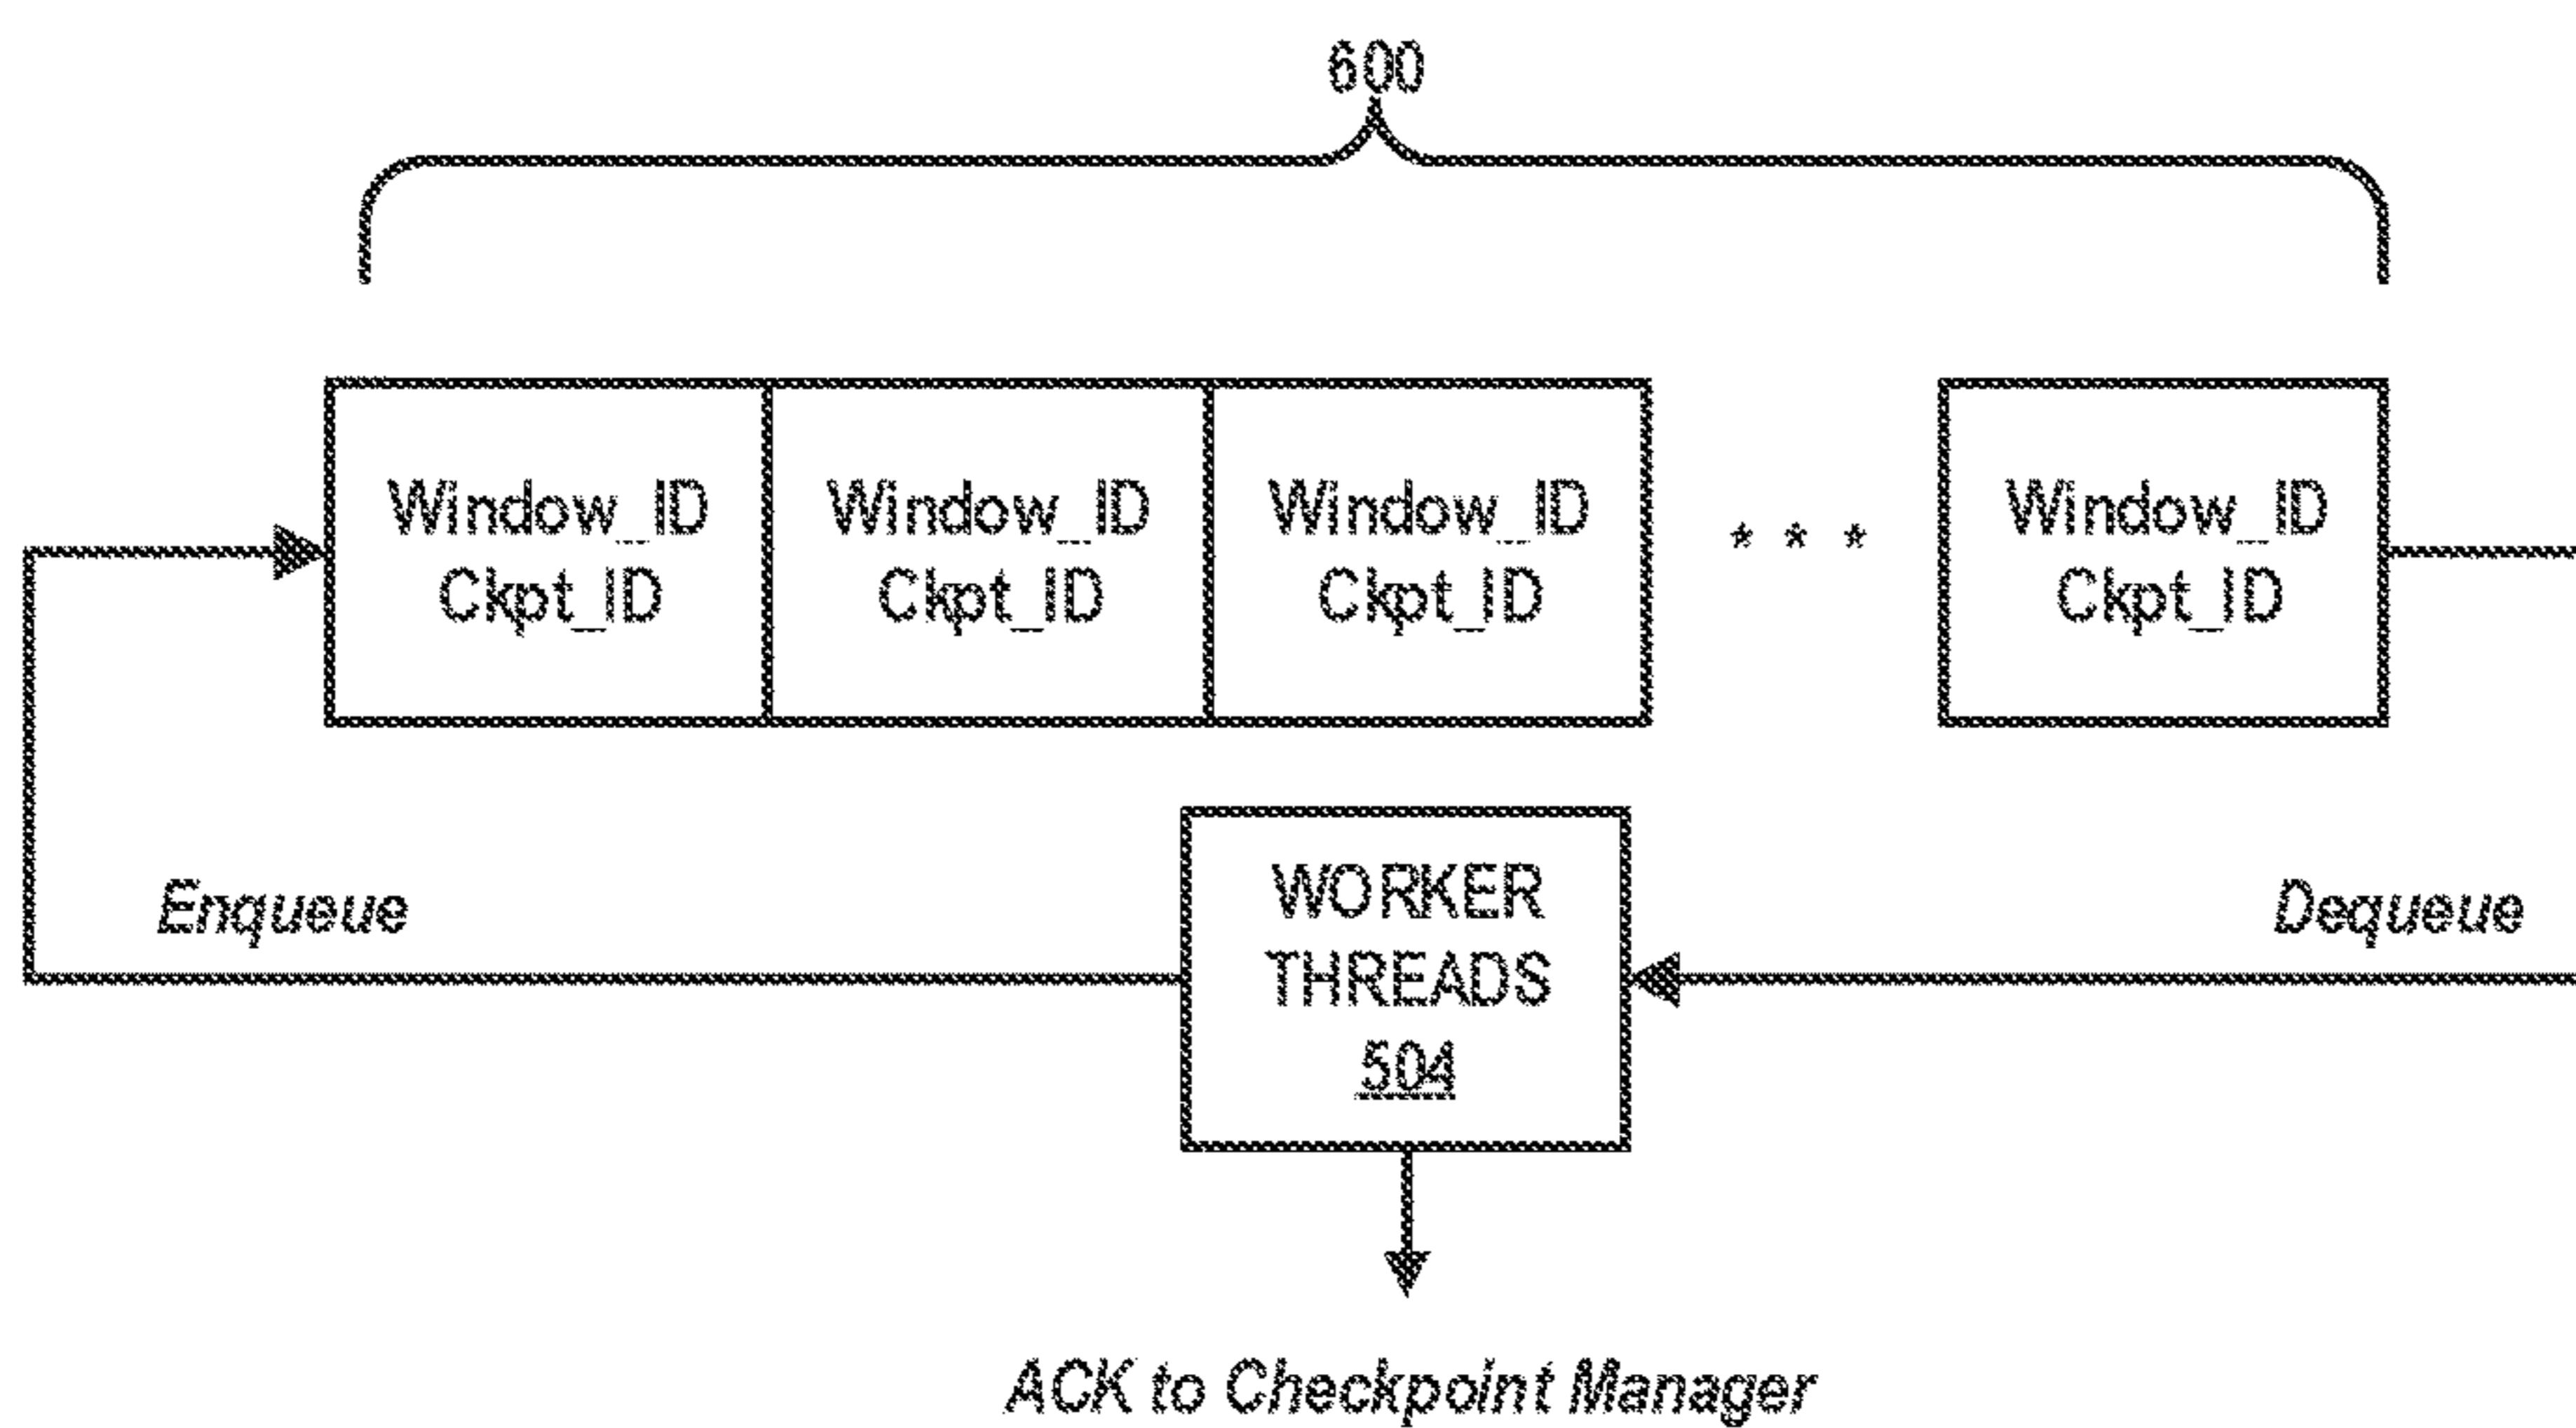 600
Window_ID Window_ID Window_ID * * * Window_ID
Ckpt_ID Ckpt_ID Ckpt_ID Ckpt_ID
Enqueue
WORKER
THREADS
504
Dequeue
ACK to Checkpoint Manager